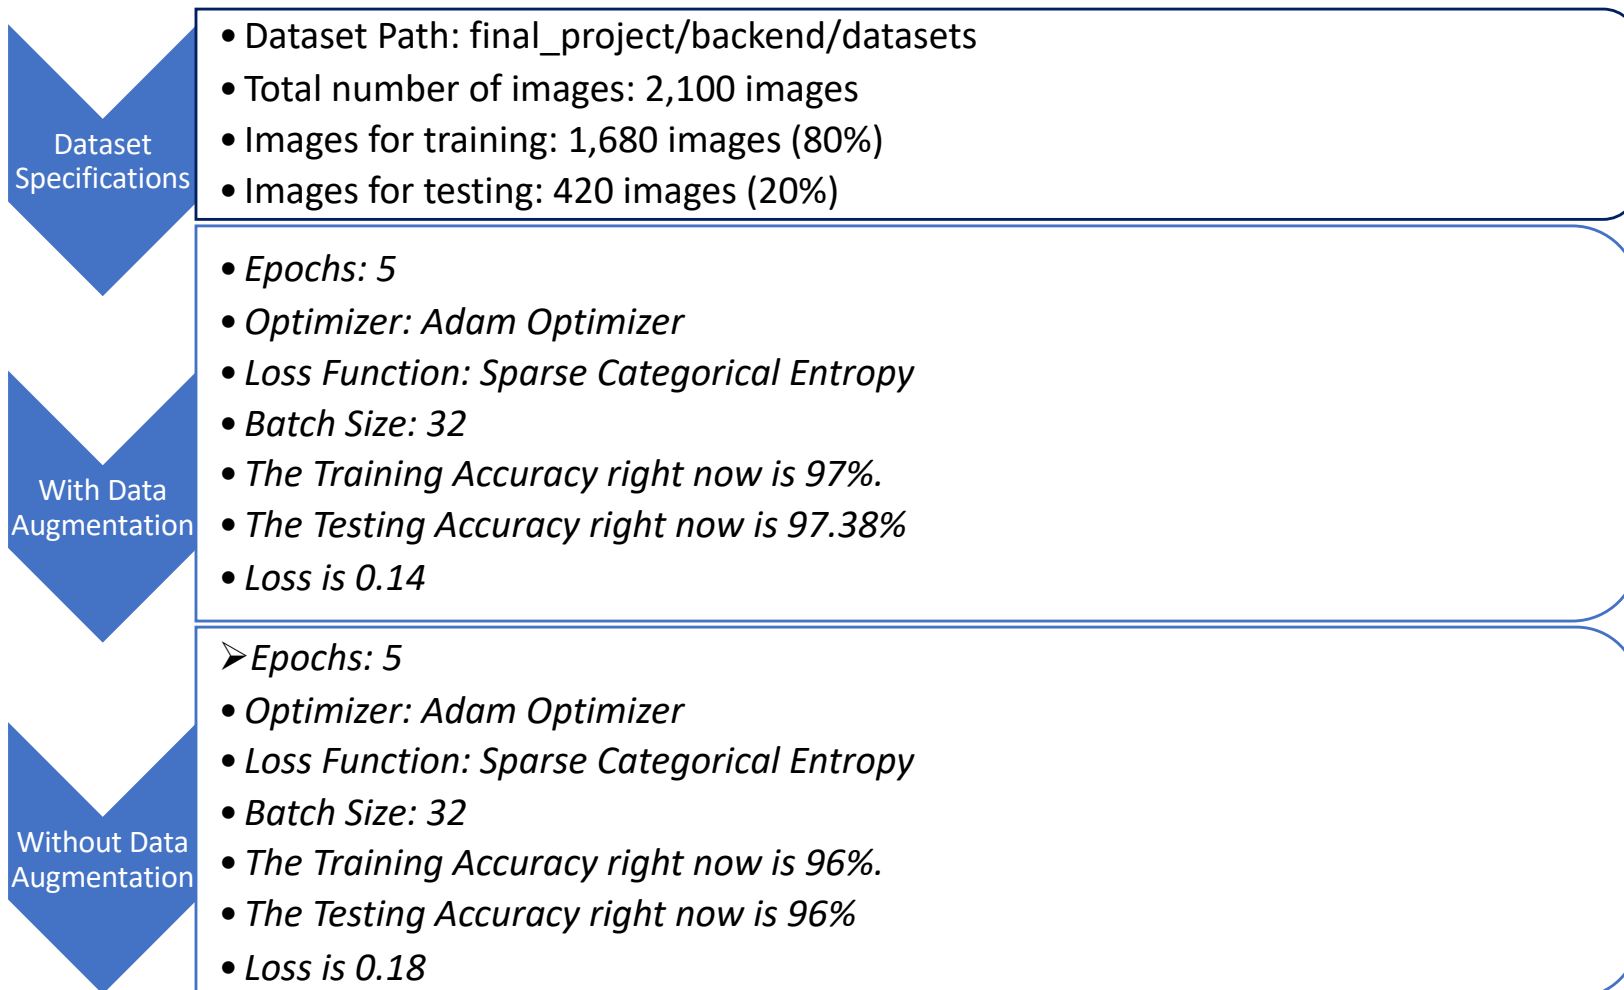 Dataset
Specifications
• Dataset Path: final_project/backend/datasets
• Total number of images: 2,100 images
• Images for training: 1,680 images (80%)
• Images for testing: 420 images (20%)
With Data
Augmentation
• Epochs: 5
• Optimizer: Adam Optimizer
• Loss Function: Sparse Categorical Entropy
• Batch Size: 32
• The Training Accuracy right now is 97%.
• The Testing Accuracy right now is 97.38%
• Loss is 0.14
Without Data
Augmentation
➢Epochs: 5
• Optimizer: Adam Optimizer
• Loss Function: Sparse Categorical Entropy
• Batch Size: 32
• The Training Accuracy right now is 96%.
• The Testing Accuracy right now is 96%
• Loss is 0.18